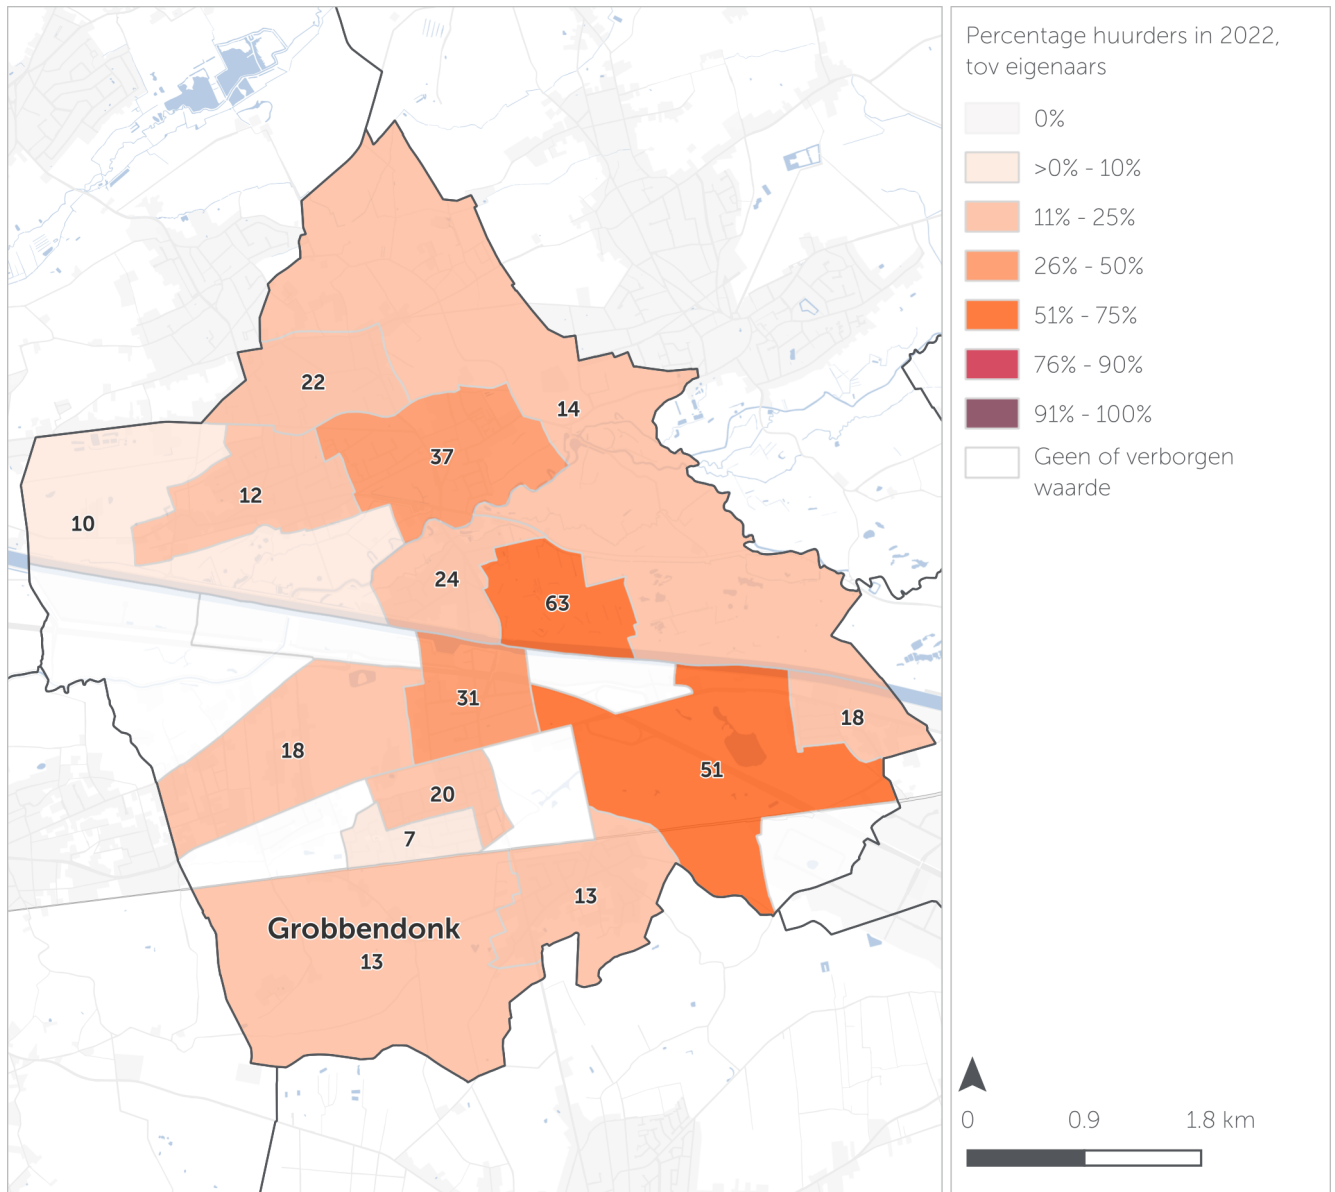 Percentage huurders in 2022,
tov eigenaars
0%
>0% - 10%
11% - 25%
26% - 50%
51% - 75%
76% - 90%
91% - 100%
Geen of verborgen
waarde
22
14
37
12
10
24
63
31
18
18
51
20
7
13
Grobbendonk
13
0 0.9 1.8 km